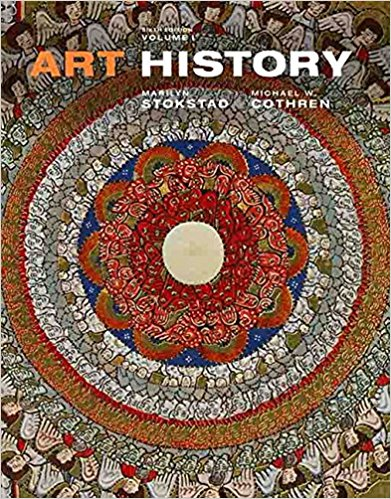 SIXTH EDITION
VOLUME I
ART HISTORY
MARILYN MICHAEL W.
STOKSTAD COTHREN